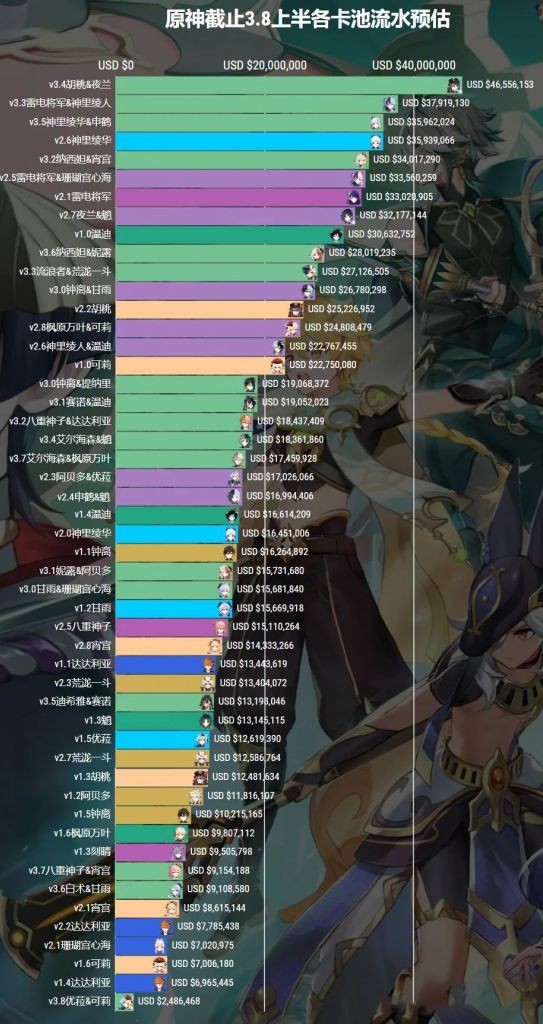 原神截止3.8上半各卡池流水预估
USD $0 USD $20,000,000 USD $40,000,000
v3.4胡桃&夜兰 USD $46,556,153
v3.3雷电将军&神里绫人 USD $37,919,130
v3.5神里绫华&申鹤 USD $35,962,024
v2.6神里绫华 USD $35,939,066
v3.2纳西妲&宵宫 USD $34,017,290
v2.5雷电将军&珊瑚宫心海 USD $33,560,259
v2.1雷电将军 USD $33,020,905
v2.7夜兰&魈 USD $32,177,144
v1.0温迪 USD $30,632,752
v3.6纳西妲&妮露 USD $28,019,235
v3.3流浪者&荒泷一斗 USD $27,126,505
v3.0钟离&甘雨 USD $26,780,298
v2.2胡桃 USD $25,226,952
v2.8枫原万叶&可莉 USD $24,808,479
v2.6神里绫人&温迪 USD $22,767,455
v1.0可莉 USD $22,750,080
v3.0钟离&提纳里 USD $19,068,372
v3.1赛诺&温迪 USD $19,052,023
v3.2八重神子&达达利亚 USD $18,437,409
v3.4艾尔海森&魈 USD $18,361,860
v3.7艾尔海森&枫原万叶 USD $17,459,928
v2.3阿贝多&优菈 USD $17,026,066
v2.4申鹤&魈 USD $16,994,406
v1.4温迪 USD $16,614,209
v2.0神里绫华 USD $16,451,006
v1.1钟离 USD $16,264,892
v3.1妮露&阿贝多 USD $15,731,680
v3.0甘雨&珊瑚宫心海 USD $15,681,840
v1.2甘雨 USD $15,669,918
v2.5八重神子 USD $15,110,264
v2.8宵宫 USD $14,333,266
v1.1达达利亚 USD $13,443,619
v2.3荒泷一斗 USD $13,404,072
v3.5迪希雅&赛诺 USD $13,198,046
v1.3魈 USD $13,145,115
v1.5优菈 USD $12,619,390
v2.7荒泷一斗 USD $12,586,764
v1.3胡桃 USD $12,481,634
v1.2阿贝多 USD $11,816,107
v1.5钟离 USD $10,215,165
v1.6枫原万叶 USD $9,807,112
v1.3刻晴 USD $9,505,798
v3.7八重神子&宵宫 USD $9,154,188
v3.6白术&甘雨 USD $9,108,580
v2.1宵宫 USD $8,615,144
v2.2达达利亚 USD $7,785,438
v2.1珊瑚宫心海 USD $7,020,975
v1.6可莉 USD $7,006,180
v1.4达达利亚 USD $6,965,445
v3.8优菈&可莉 USD $2,486,468